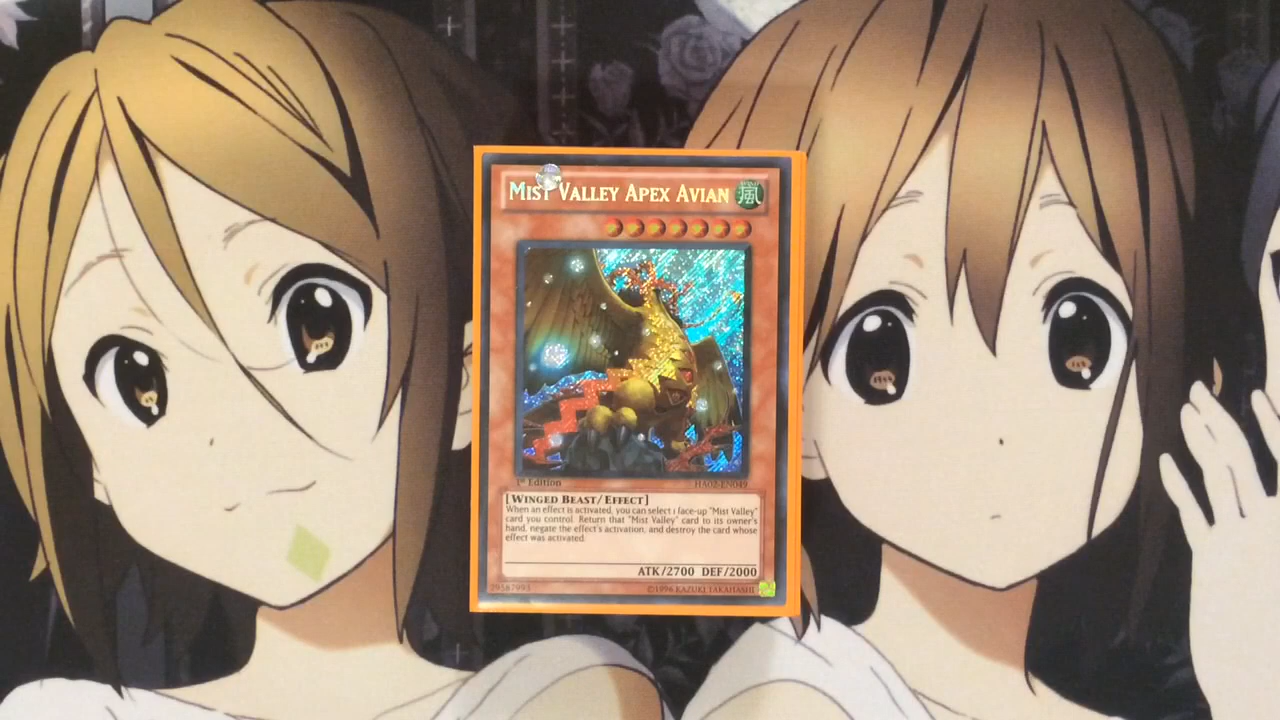 MIST VALLEY APEX AVIAN 風
1st Edition HA02-EN049
[WINGED BEAST/EFFECT]
When an effect is activated, you can select 1 face-up "Mist Valley"
card you control. Return that "Mist Valley" card to its owner's
hand, negate the effect's activation, and destroy the card whose
effect was activated.
ATK/2700 DEF/2000
29587993 ©1996 KAZUKI TAKAHASHI